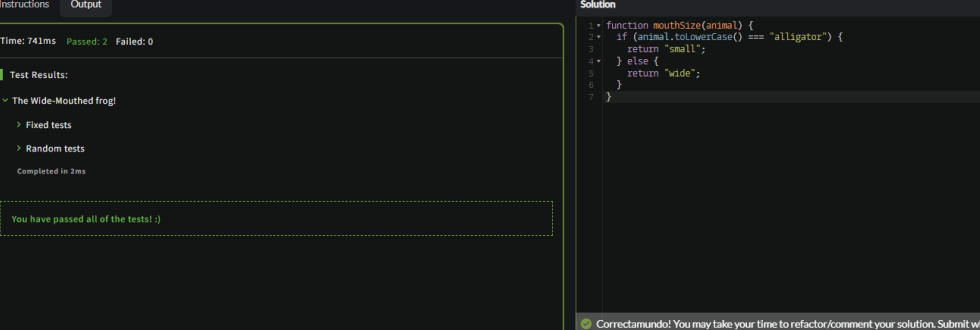 Instructions Output
Time: 741ms Passed: 2 Failed: 0
Test Results:
The Wide-Mouthed frog!
Fixed tests
Random tests
Completed in 2ms
You have passed all of the tests! :)
Solution
1 function mouthSize(animal) {
2 if (animal.toLowerCase() === "alligator") {
3 return "small";
4 } else {
5 return "wide";
6 }
7 }
Correctamundo! You may take your time to refactor/comment your solution. Submit w